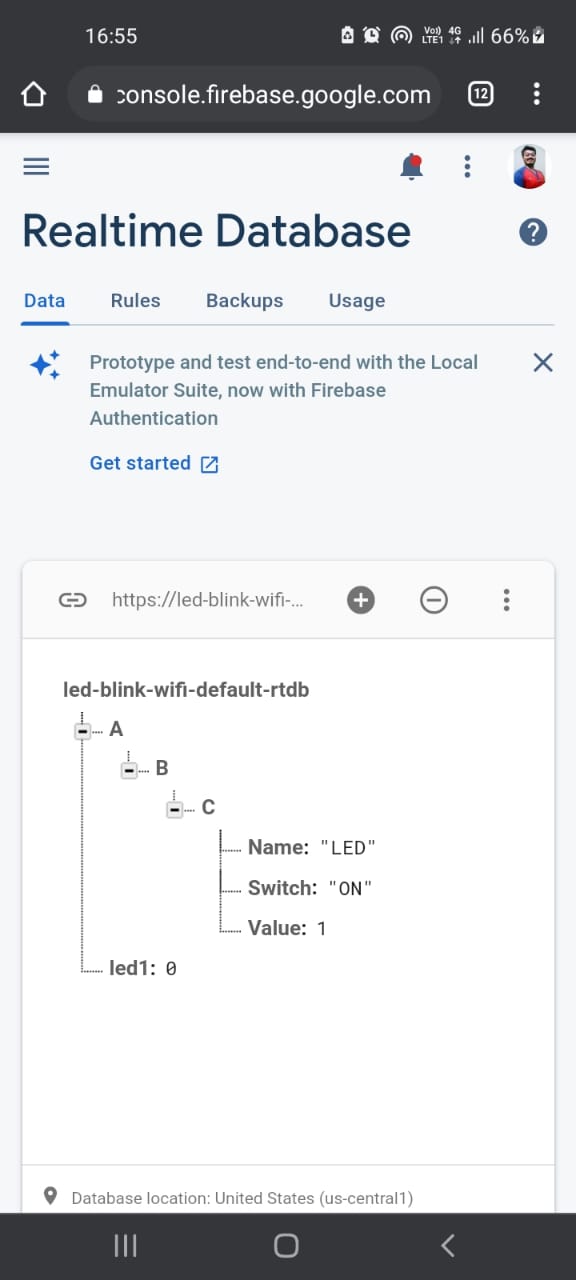 16:55
Vo)) 4G
LTE1
66%
console.firebase.google.com
12
Realtime Database
?
Data Rules Backups Usage
Prototype and test end-to-end with the Local
Emulator Suite, now with Firebase
Authentication
Get started
https://led-blink-wifi-...
led-blink-wifi-default-rtdb
A
B
C
Name: "LED"
Switch: "ON"
Value: 1
led1: 0
Database location: United States (us-central1)